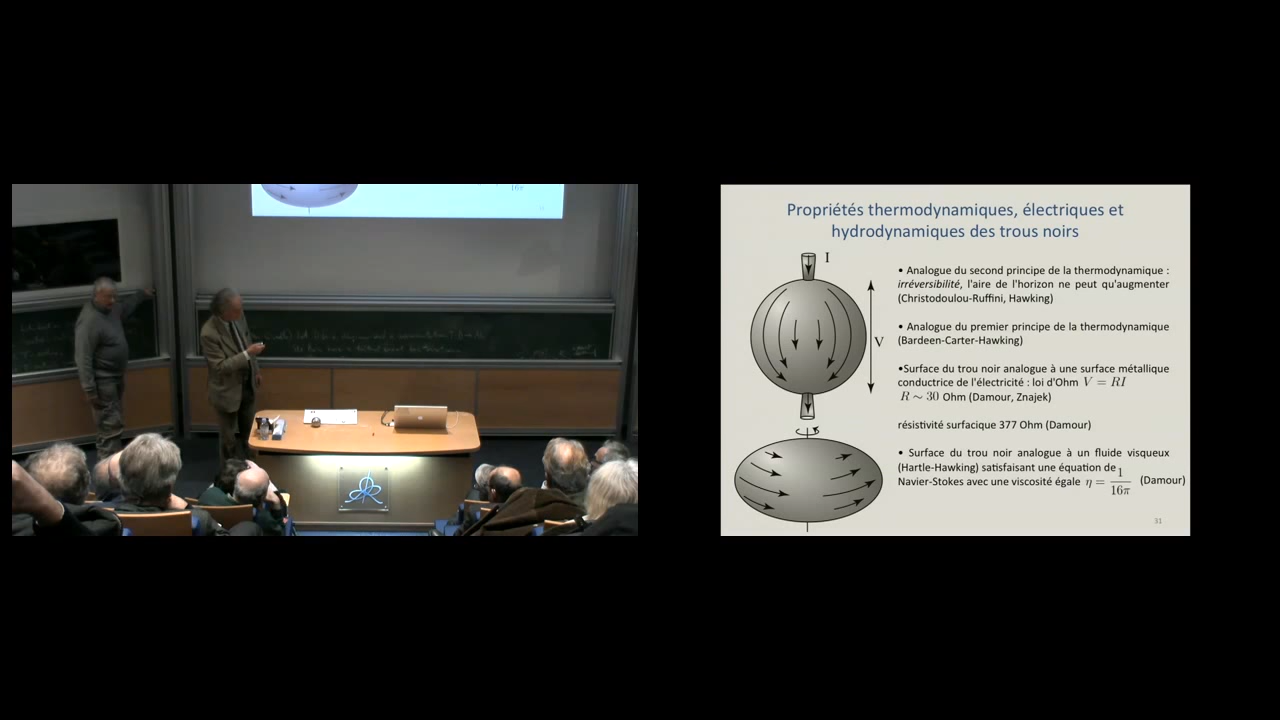 Propriétés thermodynamiques, électriques et
hydrodynamiques des trous noirs
I
V
• Analogue du second principe de la thermodynamique :
irréversibilité, l'aire de l'horizon ne peut qu'augmenter
(Christodoulou-Ruffini, Hawking)
• Analogue du premier principe de la thermodynamique
(Bardeen-Carter-Hawking)
•Surface du trou noir analogue à une surface métallique
conductrice de l'électricité : loi d'Ohm V = RI
R ∼ 30 Ohm (Damour, Znajek)
résistivité surfacique 377 Ohm (Damour)
• Surface du trou noir analogue à un fluide visqueux
(Hartle-Hawking) satisfaisant une équation de
Navier-Stokes avec une viscosité égale η = 1/16π (Damour)
31